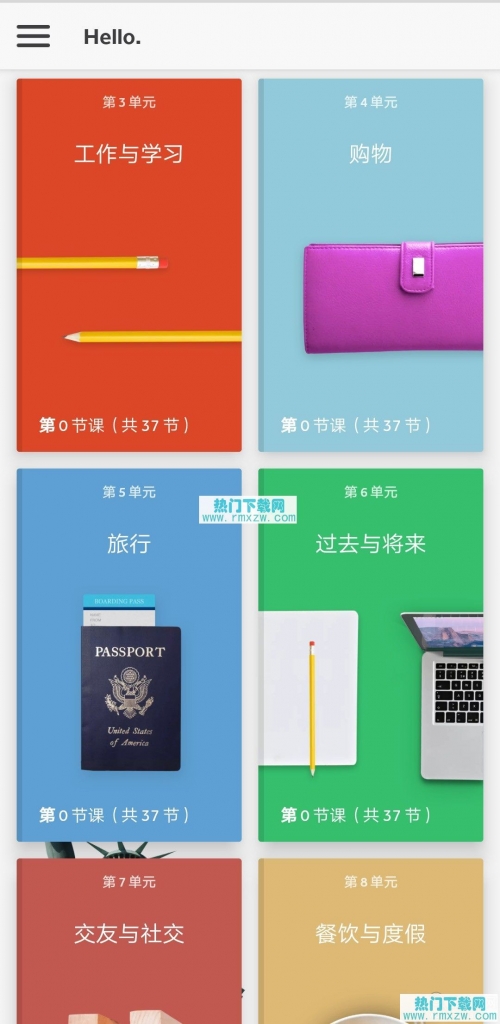 Hello.
第 3 单元
工作与学习
第 0 节课（共 37 节）
第 4 单元
购物
第 0 节课（共 37 节）
第 5 单元
旅行
BOARDING PASS
PASSPORT
United States
of America
第 0 节课（共 37 节）
热门下载网
www.rmxzw.com
第 6 单元
过去与将来
第 0 节课（共 37 节）
第 7 单元
交友与社交
第 8 单元
餐饮与度假
热门下载网
www.rmxzw.com